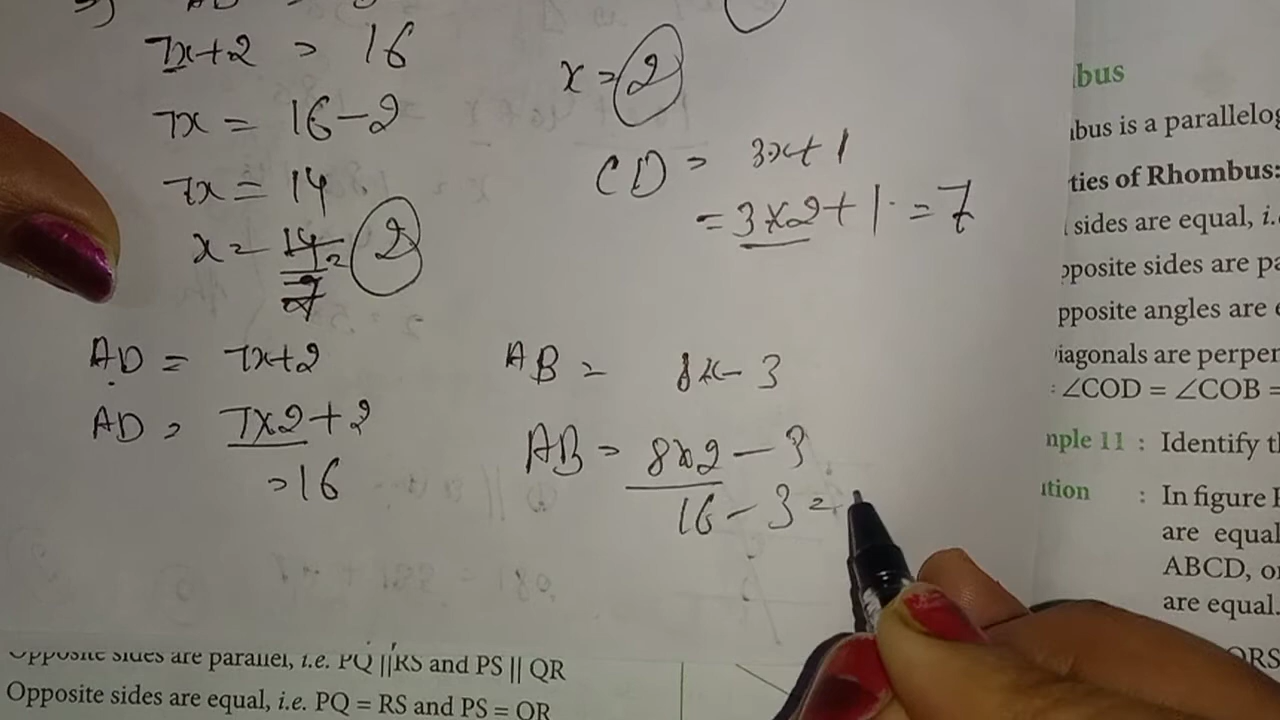 7x+2 = 16
7x = 16-2
7x = 14
x = 14/7 = 2
AD = 7x+2
AD = 7x2+2
=16
x = 2
CD = 3x+1
= 3x2+1 = 7
AB = 8x-3
AB = 8x2-3
16-3 =
Opposite sides are parallel, i.e. PQ || RS and PS || QR
Opposite sides are equal, i.e. PQ = RS and PS = QR
bus
bus is a parallelog
ties of Rhombus:
sides are equal, i.
pposite sides are pa
pposite angles are
iagonals are perper
: ∠COD = ∠COB =
nple 11 : Identify t
ution : In figure
are equal
ABCD, o
are equal.
QRS